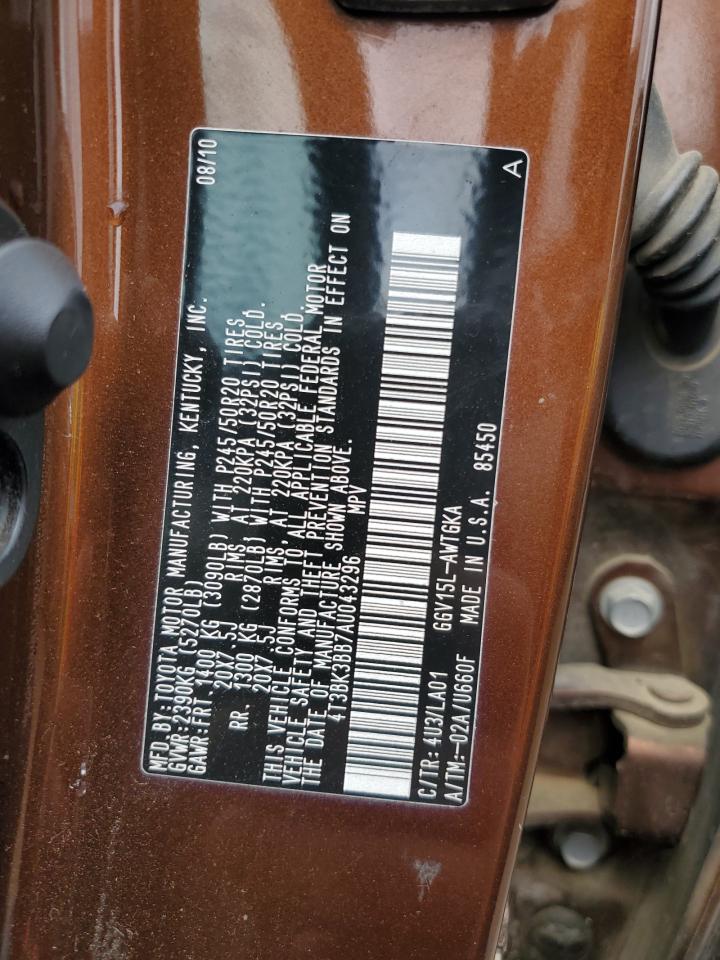 MFD BY:TOYOTA MOTOR MANUFACTURING, KENTUCKY, INC. 08/10
GVWR:2390KG (5270LB)
GAWR:FRT 1400 KG (3090LB) WITH P245/50R20 TIRES,
20X7.5J RIMS, AT 220KPA (32PSI) COLD.
RR. 1300 KG (2870LB) WITH P245/50R20 TIRES,
20X7.5J RIMS, AT 220KPA (32PSI) COLD.
THIS VEHICLE CONFORMS TO ALL APPLICABLE FEDERAL MOTOR
VEHICLE SAFETY AND THEFT PREVENTION STANDARDS IN EFFECT ON
THE DATE OF MANUFACTURE SHOWN ABOVE.
4T3BK3BB7AU043296 MPV
C/TR:4U3/LA01 GGV15L-AWTGKA
A/TM:-02A/U660F MADE IN U.S.A. 85450 A